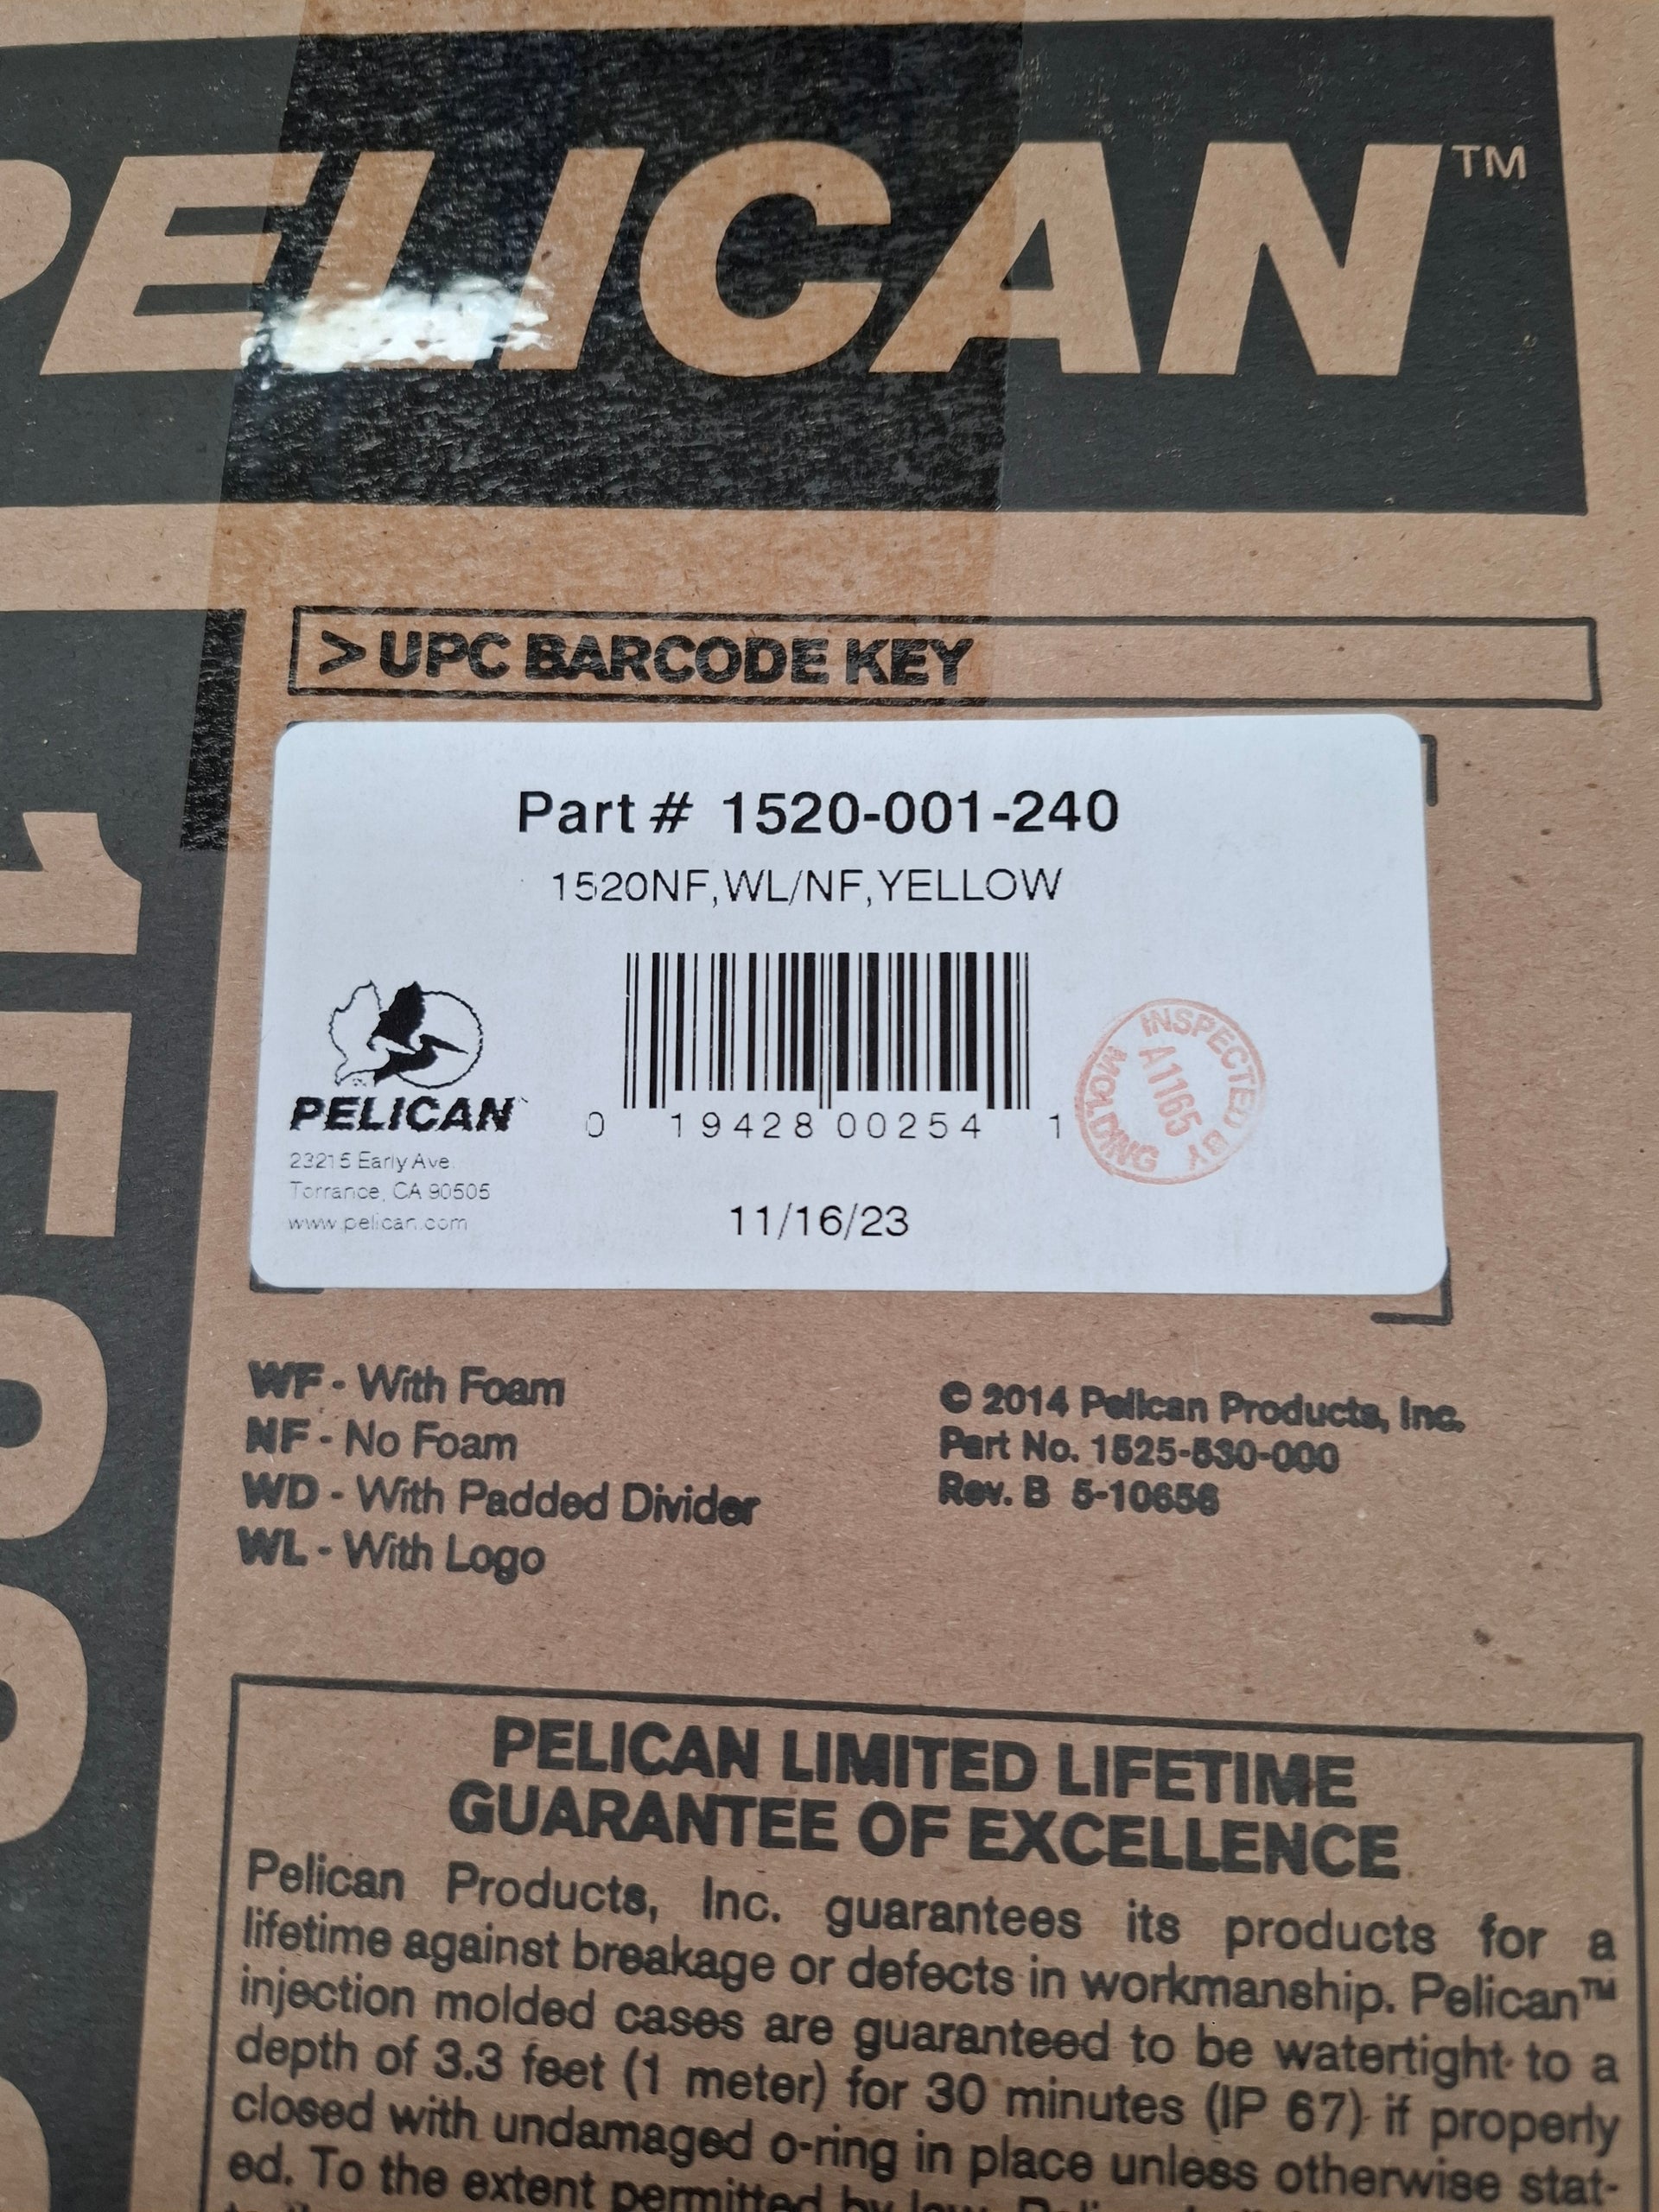 PELICAN™
> UPC BARCODE KEY
Part # 1520-001-240
1520NF,WL/NF,YELLOW
PELICAN
23215 Early Ave.
Torrance, CA 90505
www.pelican.com
0 19428 00254 1
11/16/23
INSPECTED BY
A1165
MOLDING
WF - With Foam
NF - No Foam
WD - With Padded Divider
WL - With Logo
© 2014 Pelican Products, Inc.
Part No. 1525-530-000
Rev. B 5-10656
PELICAN LIMITED LIFETIME
GUARANTEE OF EXCELLENCE
Pelican Products, Inc. guarantees its products for a
lifetime against breakage or defects in workmanship. Pelican™
injection molded cases are guaranteed to be watertight to a
depth of 3.3 feet (1 meter) for 30 minutes (IP 67) if properly
closed with undamaged o-ring in place unless otherwise stat-
ed. To the extent permitted by law,